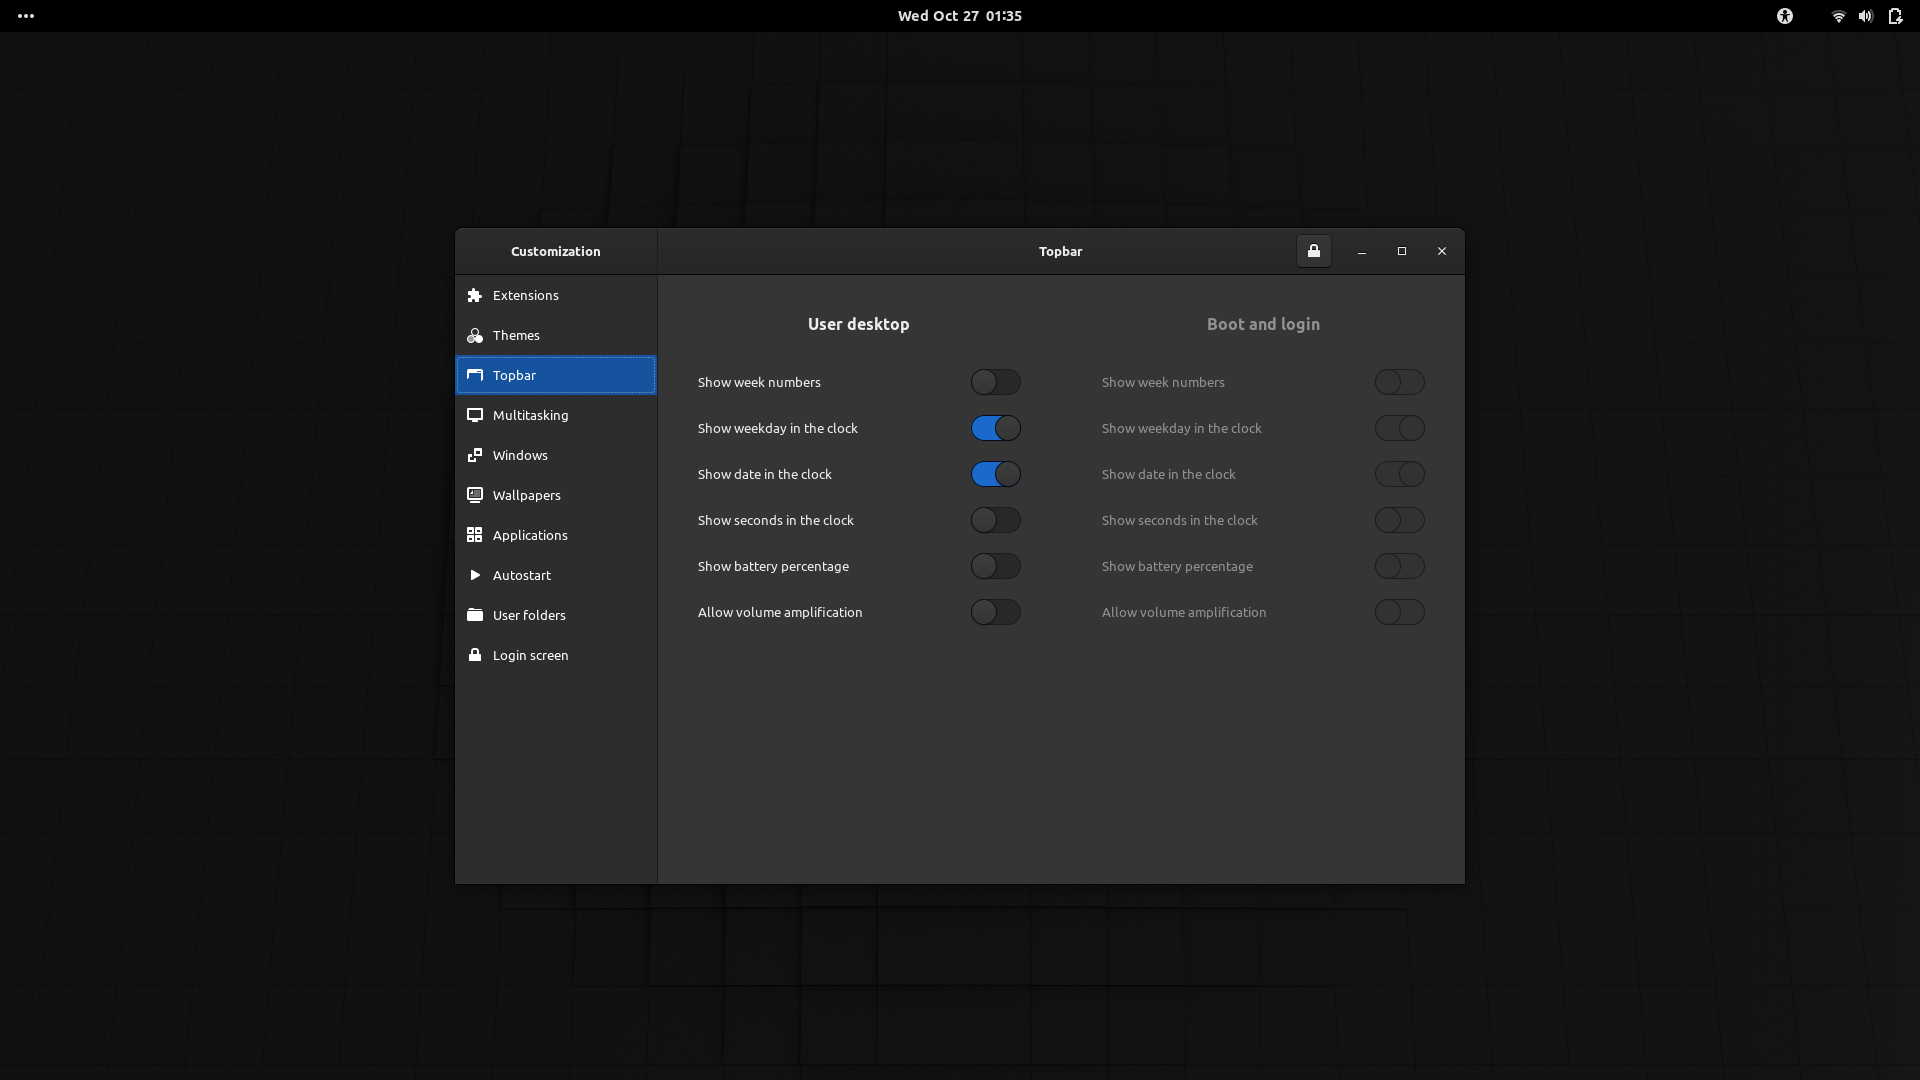 Wed Oct 27 01:35
Customization
Topbar
Extensions
Themes
Topbar
Multitasking
Windows
Wallpapers
Applications
Autostart
User folders
Login screen
User desktop
Show week numbers
Show weekday in the clock
Show date in the clock
Show seconds in the clock
Show battery percentage
Allow volume amplification
Boot and login
Show week numbers
Show weekday in the clock
Show date in the clock
Show seconds in the clock
Show battery percentage
Allow volume amplification